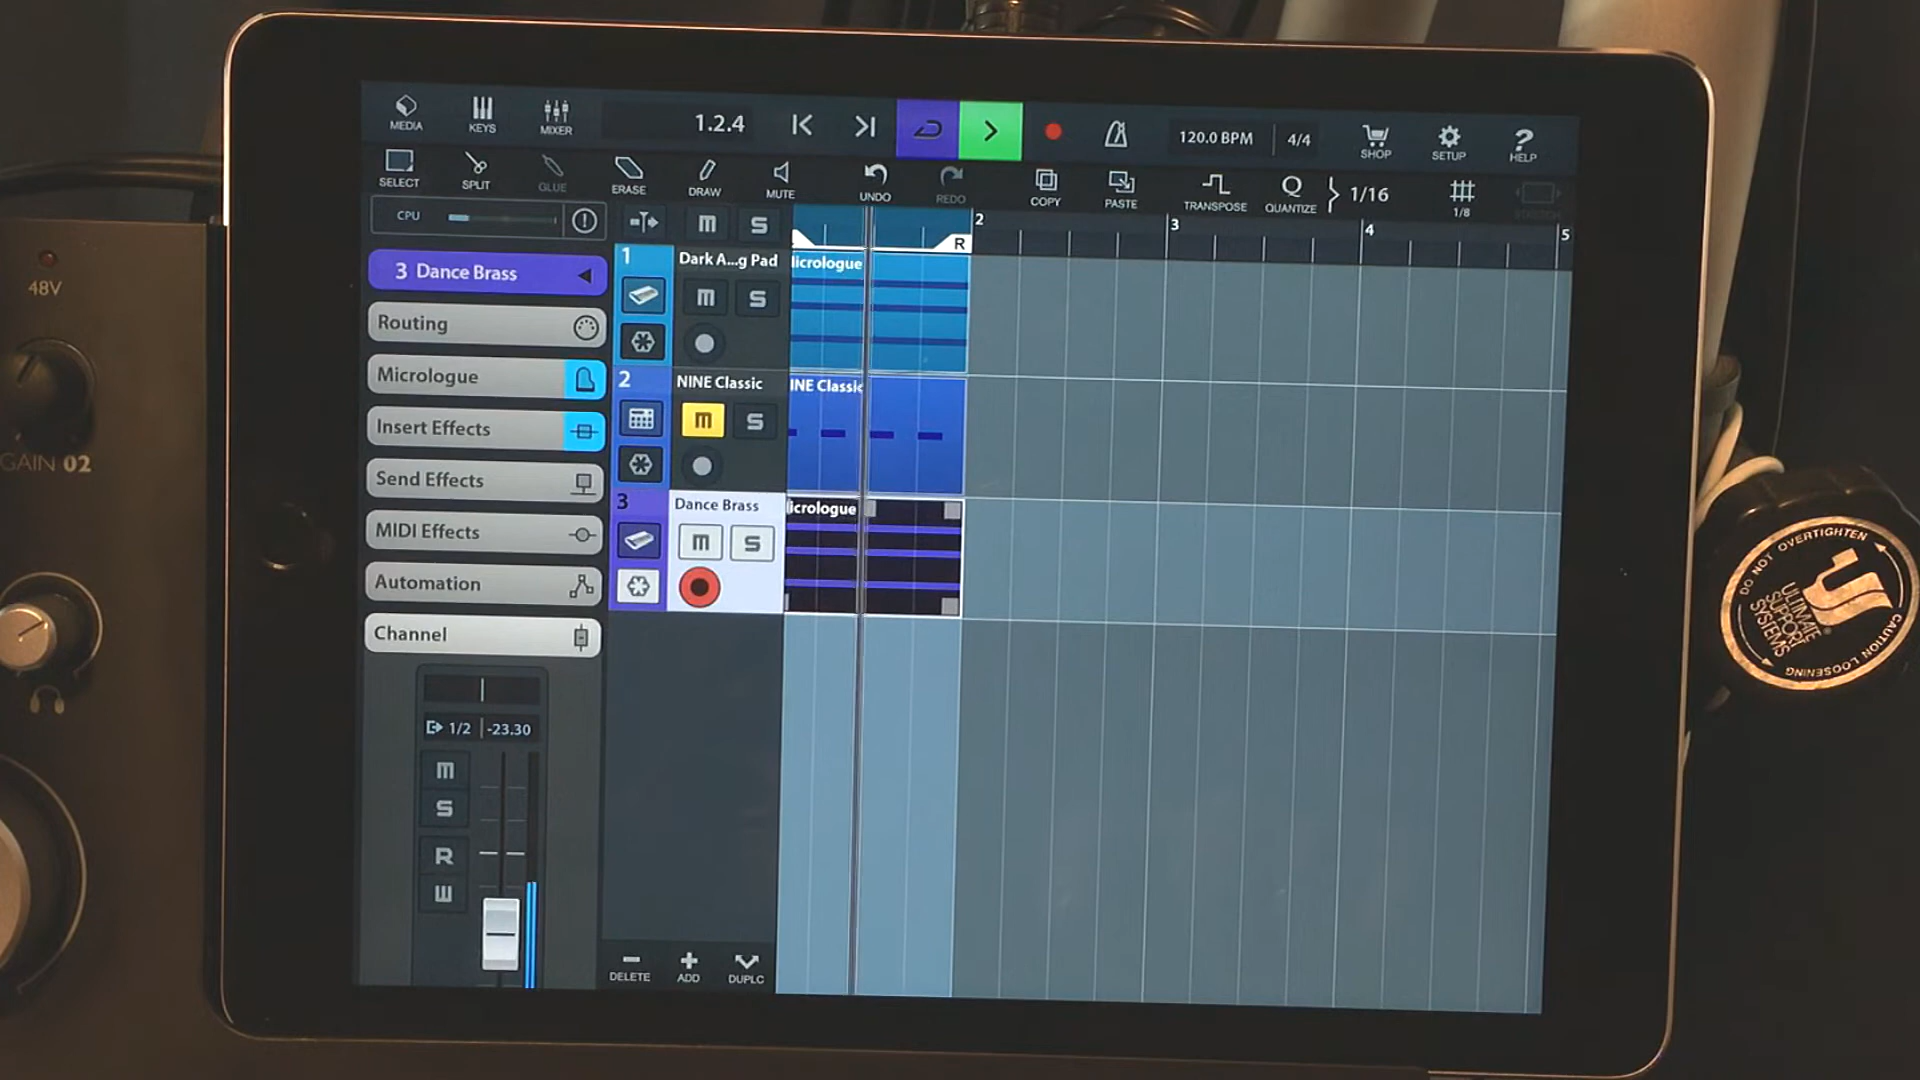 MEDIA
KEYS
MIXER
1.2.4
120.0 BPM
4/4
SHOP
SETUP
?
HELP
SELECT
SPLIT
GLUE
ERASE
DRAW
MUTE
UNDO
REDO
COPY
PASTE
TRANSPOSE
Q
QUANTIZE
1/16
1/8
CPU
M
S
R
2
3
4
5
3 Dance Brass
Routing
Micrologue
Insert Effects
Send Effects
MIDI Effects
Automation
Channel
1/2
-23.30
M
S
R
W
1
Dark A...g Pad
M
S
icrologue
2
NINE Classic
M
S
INE Classic
3
Dance Brass
M
S
icrologue
DELETE
ADD
DUPLC
48V
GAIN 02
DO NOT OVERTIGHTEN
ULTIMATE
SUPPORT
SYSTEMS
CAUTION LOOSENING